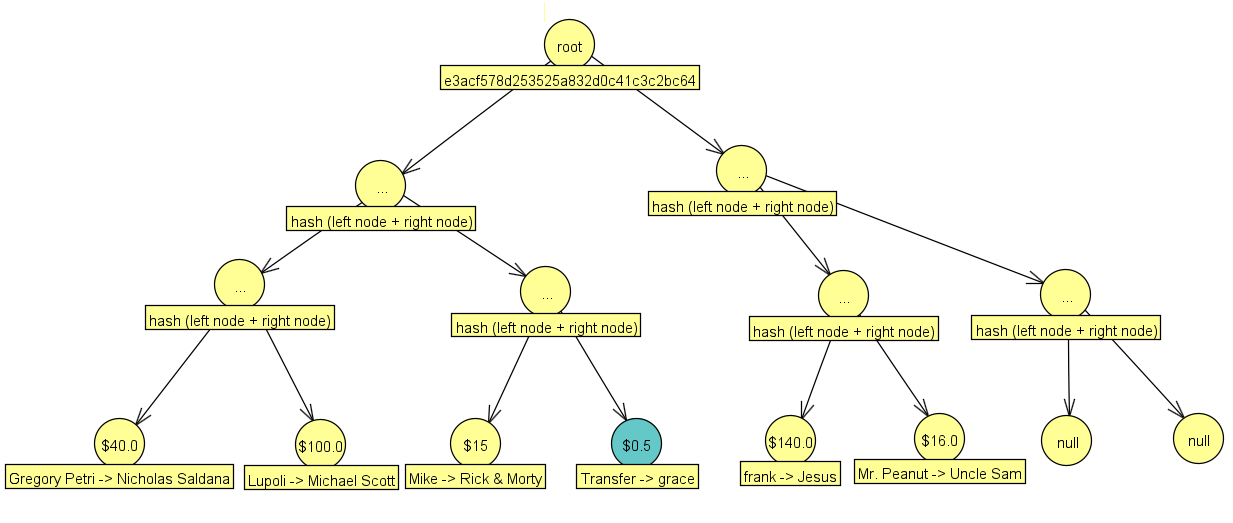 root
e3acf578d253525a832d0c41c3c2bc64
...
hash (left node + right node)
...
hash (left node + right node)
...
hash (left node + right node)
...
hash (left node + right node)
...
hash (left node + right node)
...
hash (left node + right node)
$40.0
Gregory Petri -> Nicholas Saldana
$100.0
Lupoli -> Michael Scott
$15
Mike -> Rick & Morty
$0.5
Transfer -> grace
$140.0
frank -> Jesus
$16.0
Mr. Peanut -> Uncle Sam
null
null